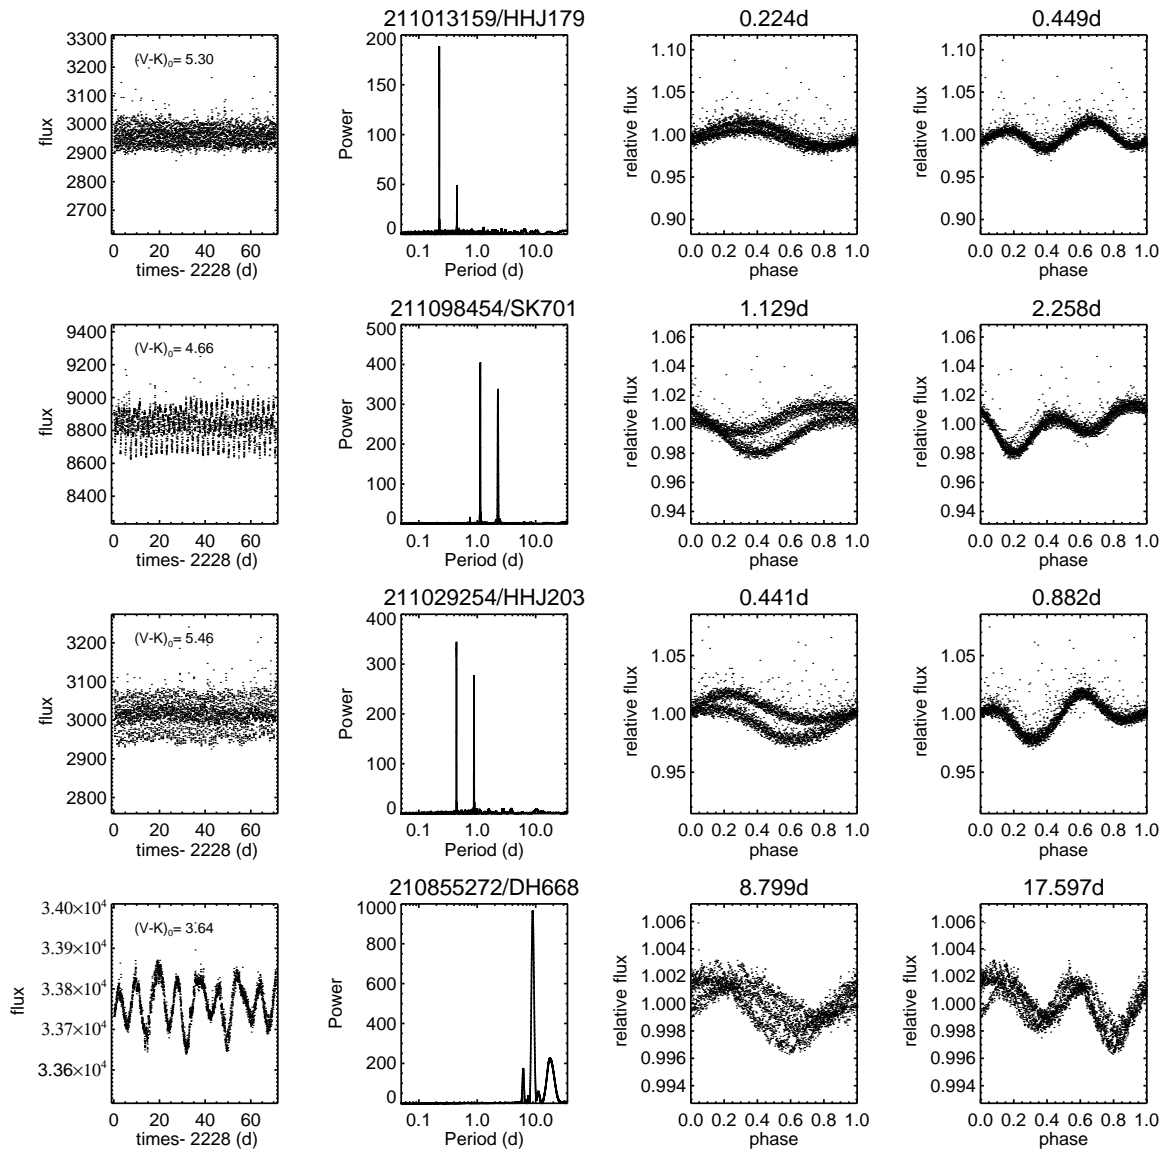 211013159/HHJ179
0.224d
0.449d
(V-K)0= 5.30
3300
3200
3100
3000
2900
2800
2700
flux
0 20 40 60
times- 2228 (d)
200
150
100
50
0
Power
0.1 1.0 10.0
Period (d)
1.10
1.05
1.00
0.95
0.90
relative flux
0.0 0.2 0.4 0.6 0.8 1.0
phase
1.10
1.05
1.00
0.95
0.90
relative flux
0.0 0.2 0.4 0.6 0.8 1.0
phase
211098454/SK701
1.129d
2.258d
(V-K)0= 4.66
9400
9200
9000
8800
8600
8400
flux
0 20 40 60
times- 2228 (d)
500
400
300
200
100
0
Power
0.1 1.0 10.0
Period (d)
1.06
1.04
1.02
1.00
0.98
0.96
0.94
relative flux
0.0 0.2 0.4 0.6 0.8 1.0
phase
1.06
1.04
1.02
1.00
0.98
0.96
0.94
relative flux
0.0 0.2 0.4 0.6 0.8 1.0
phase
211029254/HHJ203
0.441d
0.882d
(V-K)0= 5.46
3200
3100
3000
2900
2800
flux
0 20 40 60
times- 2228 (d)
400
300
200
100
0
Power
0.1 1.0 10.0
Period (d)
1.05
1.00
0.95
relative flux
0.0 0.2 0.4 0.6 0.8 1.0
phase
1.05
1.00
0.95
relative flux
0.0 0.2 0.4 0.6 0.8 1.0
phase
210855272/DH668
8.799d
17.597d
(V-K)0= 3.64
3.40×10⁴
3.39×10⁴
3.38×10⁴
3.37×10⁴
3.36×10⁴
flux
0 20 40 60
times- 2228 (d)
1000
800
600
400
200
0
Power
0.1 1.0 10.0
Period (d)
1.006
1.004
1.002
1.000
0.998
0.996
0.994
relative flux
0.0 0.2 0.4 0.6 0.8 1.0
phase
1.006
1.004
1.002
1.000
0.998
0.996
0.994
relative flux
0.0 0.2 0.4 0.6 0.8 1.0
phase